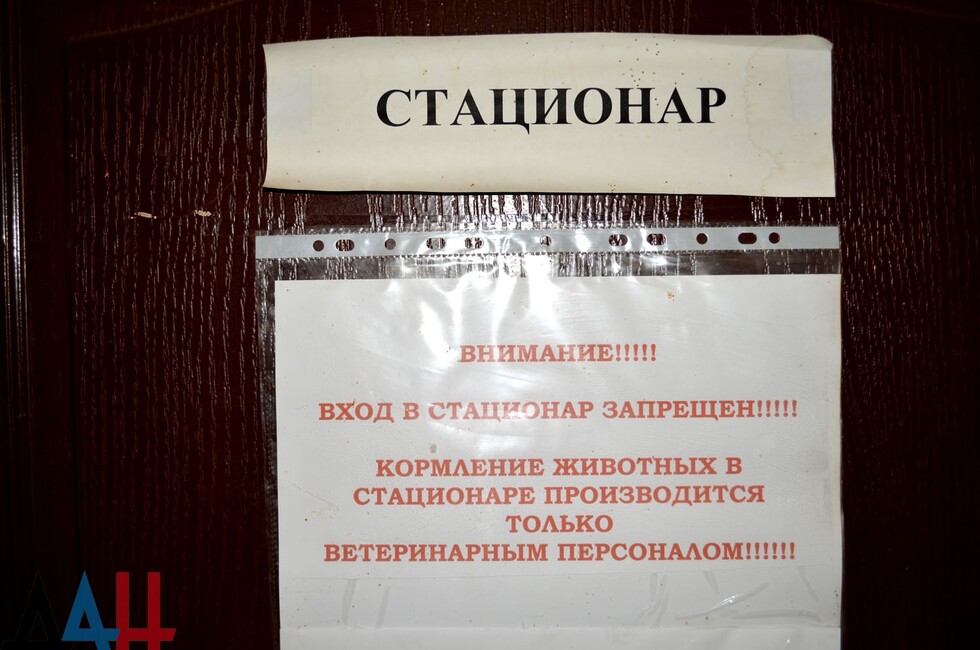 СТАЦИОНАР
ВНИМАНИЕ!!!!!
ВХОД В СТАЦИОНАР ЗАПРЕЩЕН!!!!!
КОРМЛЕНИЕ ЖИВОТНЫХ В
СТАЦИОНАРЕ ПРОИЗВОДИТСЯ
ТОЛЬКО
ВЕТЕРИНАРНЫМ ПЕРСОНАЛОМ!!!!!!
ДАН